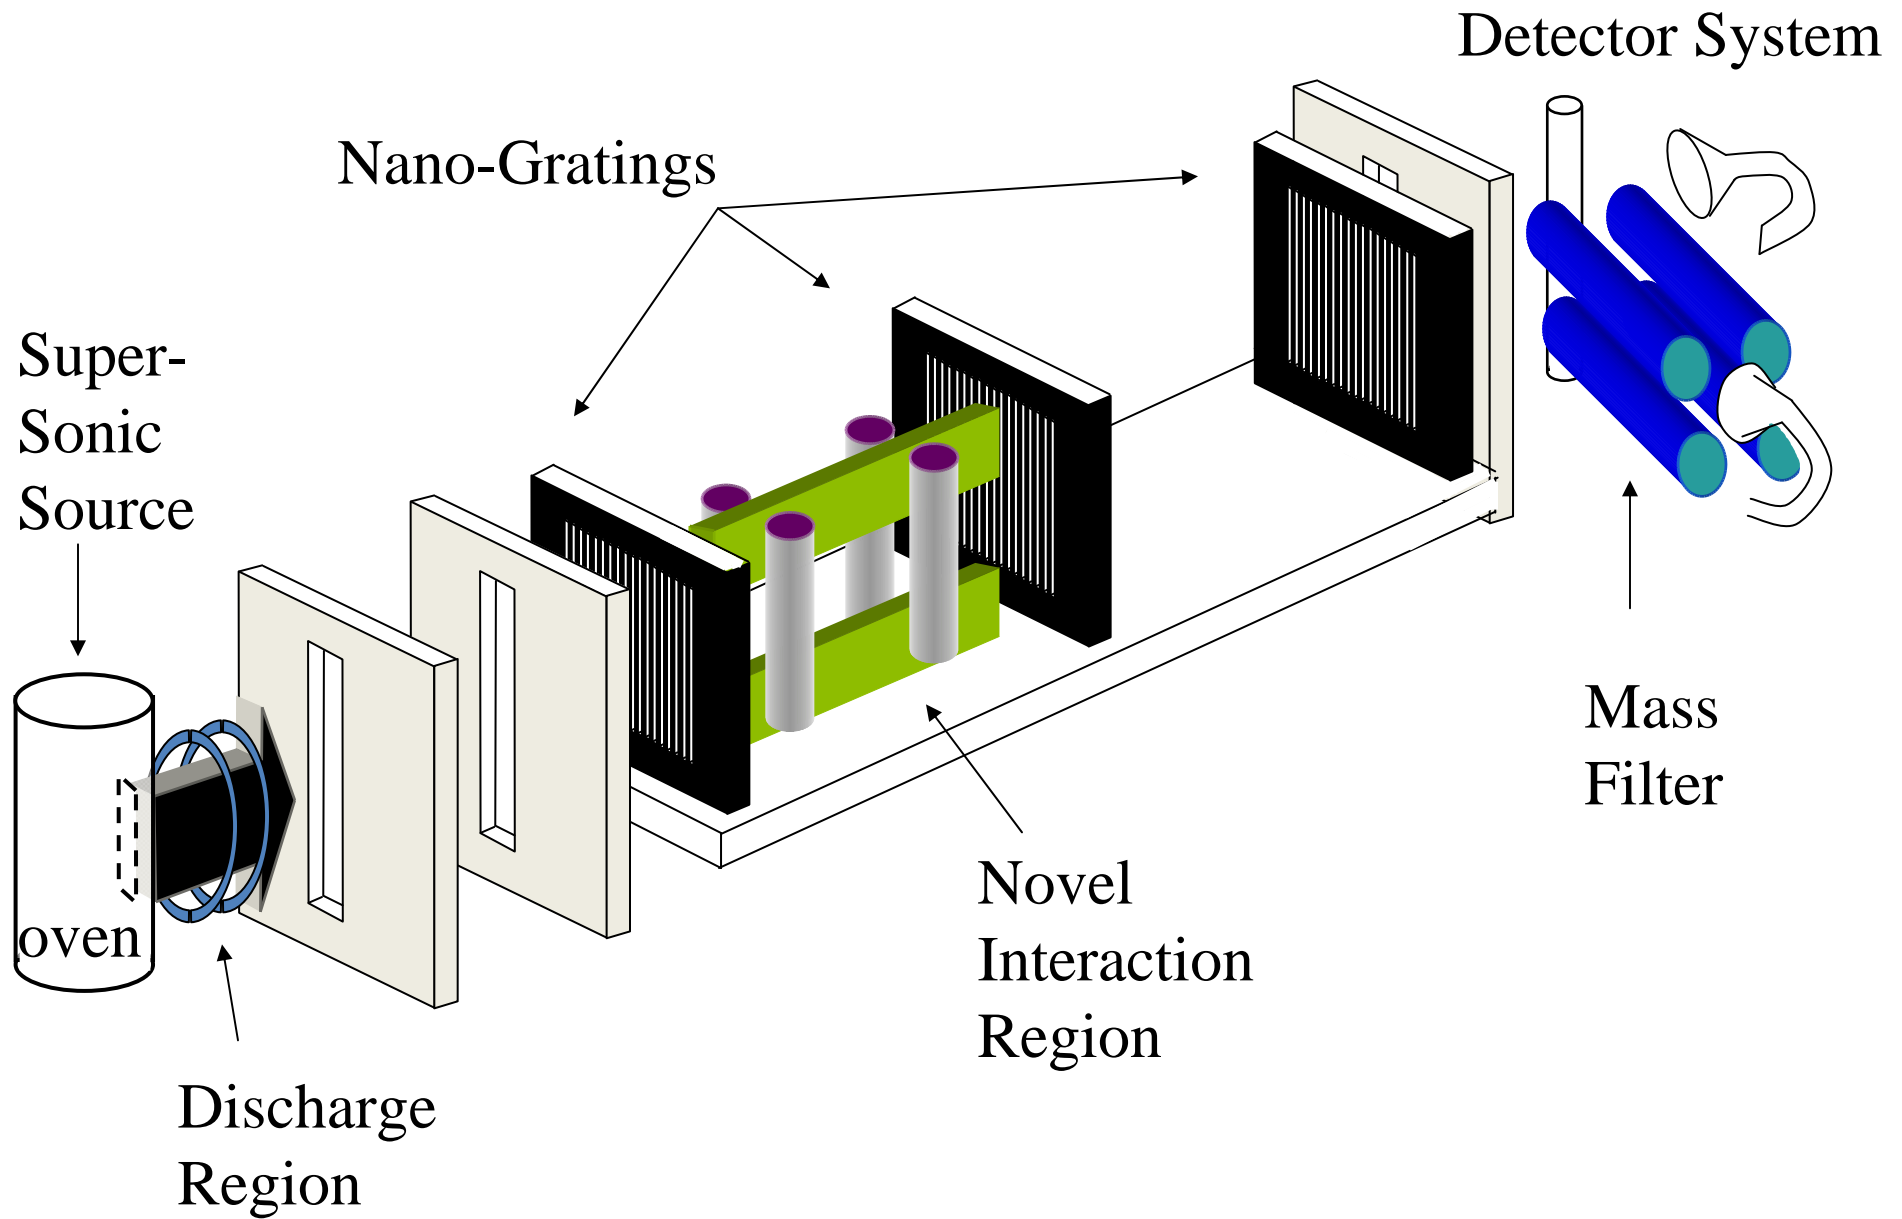 Detector System
Nano-Gratings
Super-
Sonic
Source
oven
Mass
Filter
Novel
Interaction
Region
Discharge
Region